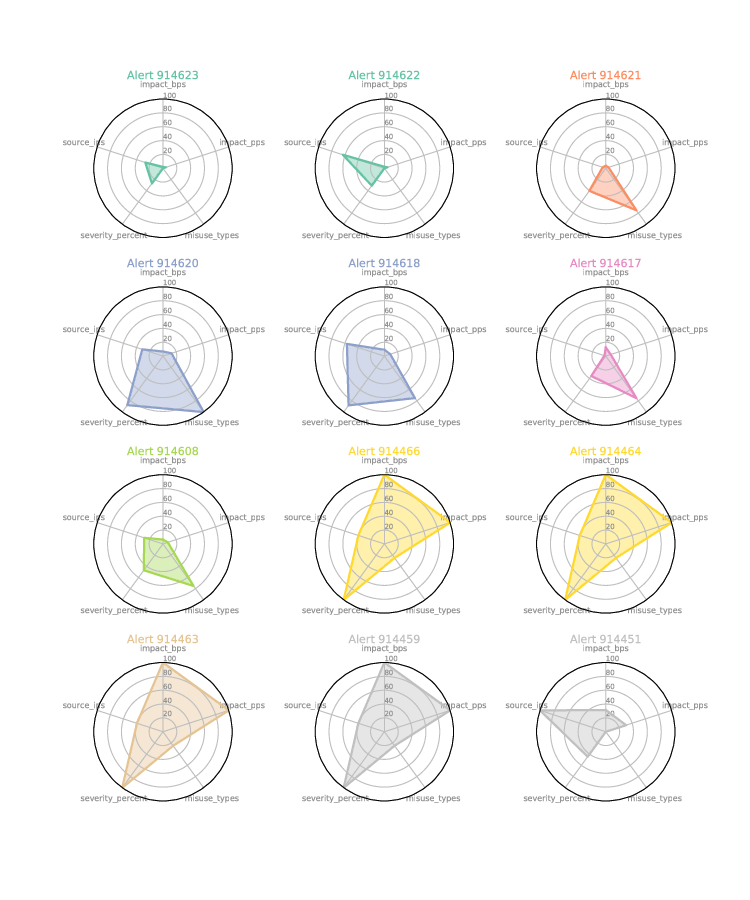 Alert 914623
impact_bps
100
80
60
40
20
source_ips
impact_pps
severity_percent
misuse_types
Alert 914622
impact_bps
100
80
60
40
20
source_ips
impact_pps
severity_percent
misuse_types
Alert 914621
impact_bps
100
80
60
40
20
source_ips
impact_pps
severity_percent
misuse_types
Alert 914620
impact_bps
100
80
60
40
20
source_ips
impact_pps
severity_percent
misuse_types
Alert 914618
impact_bps
100
80
60
40
20
source_ips
impact_pps
severity_percent
misuse_types
Alert 914617
impact_bps
100
80
60
40
20
source_ips
impact_pps
severity_percent
misuse_types
Alert 914608
impact_bps
100
80
60
40
20
source_ips
impact_pps
severity_percent
misuse_types
Alert 914466
impact_bps
100
80
60
40
20
source_ips
impact_pps
severity_percent
misuse_types
Alert 914464
impact_bps
100
80
60
40
20
source_ips
impact_pps
severity_percent
misuse_types
Alert 914463
impact_bps
100
80
60
40
20
source_ips
impact_pps
severity_percent
misuse_types
Alert 914459
impact_bps
100
80
60
40
20
source_ips
impact_pps
severity_percent
misuse_types
Alert 914451
impact_bps
100
80
60
40
20
source_ips
impact_pps
severity_percent
misuse_types